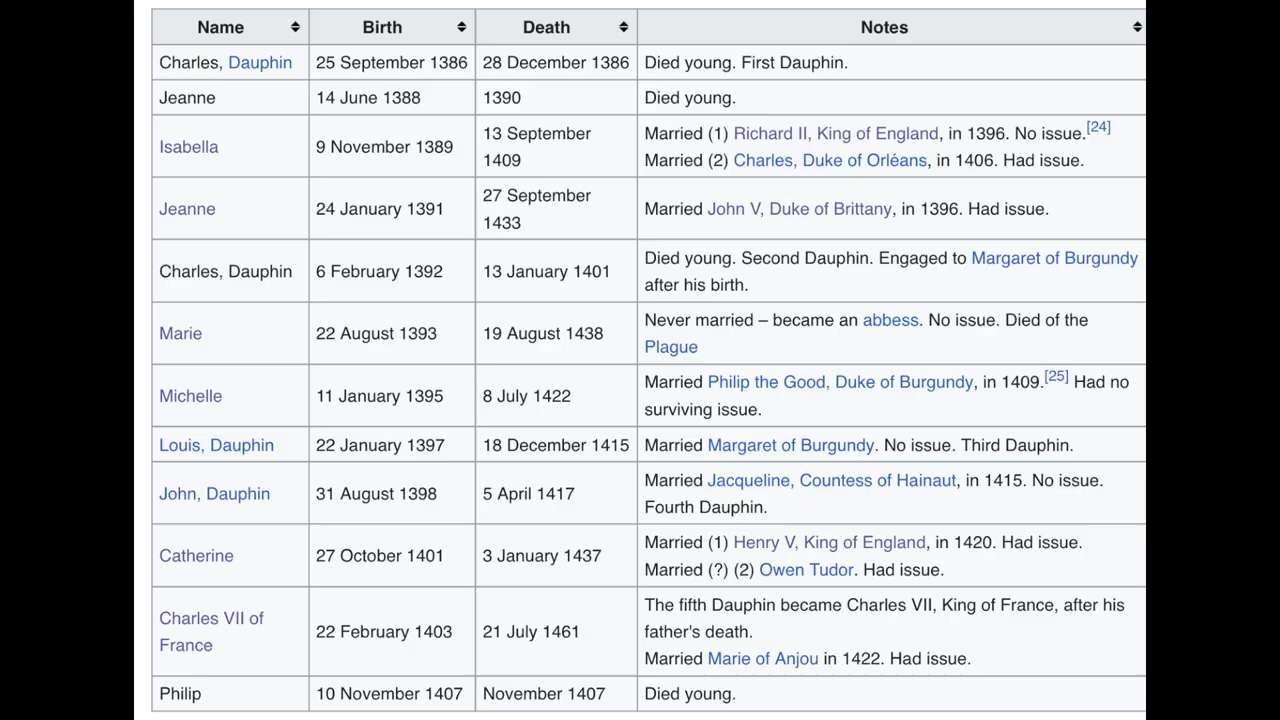 Name Birth Death Notes
Charles, Dauphin 25 September 1386 28 December 1386 Died young. First Dauphin.
Jeanne 14 June 1388 1390 Died young.
Isabella 9 November 1389 13 September
1409 Married (1) Richard II, King of England, in 1396. No issue.[24]
Married (2) Charles, Duke of Orléans, in 1406. Had issue.
Jeanne 24 January 1391 27 September
1433 Married John V, Duke of Brittany, in 1396. Had issue.
Charles, Dauphin 6 February 1392 13 January 1401 Died young. Second Dauphin. Engaged to Margaret of Burgundy
after his birth.
Marie 22 August 1393 19 August 1438 Never married – became an abbess. No issue. Died of the
Plague
Michelle 11 January 1395 8 July 1422 Married Philip the Good, Duke of Burgundy, in 1409.[25] Had no
surviving issue.
Louis, Dauphin 22 January 1397 18 December 1415 Married Margaret of Burgundy. No issue. Third Dauphin.
John, Dauphin 31 August 1398 5 April 1417 Married Jacqueline, Countess of Hainaut, in 1415. No issue.
Fourth Dauphin.
Catherine 27 October 1401 3 January 1437 Married (1) Henry V, King of England, in 1420. Had issue.
Married (?) (2) Owen Tudor. Had issue.
Charles VII of
France 22 February 1403 21 July 1461 The fifth Dauphin became Charles VII, King of France, after his
father's death.
Married Marie of Anjou in 1422. Had issue.
Philip 10 November 1407 November 1407 Died young.